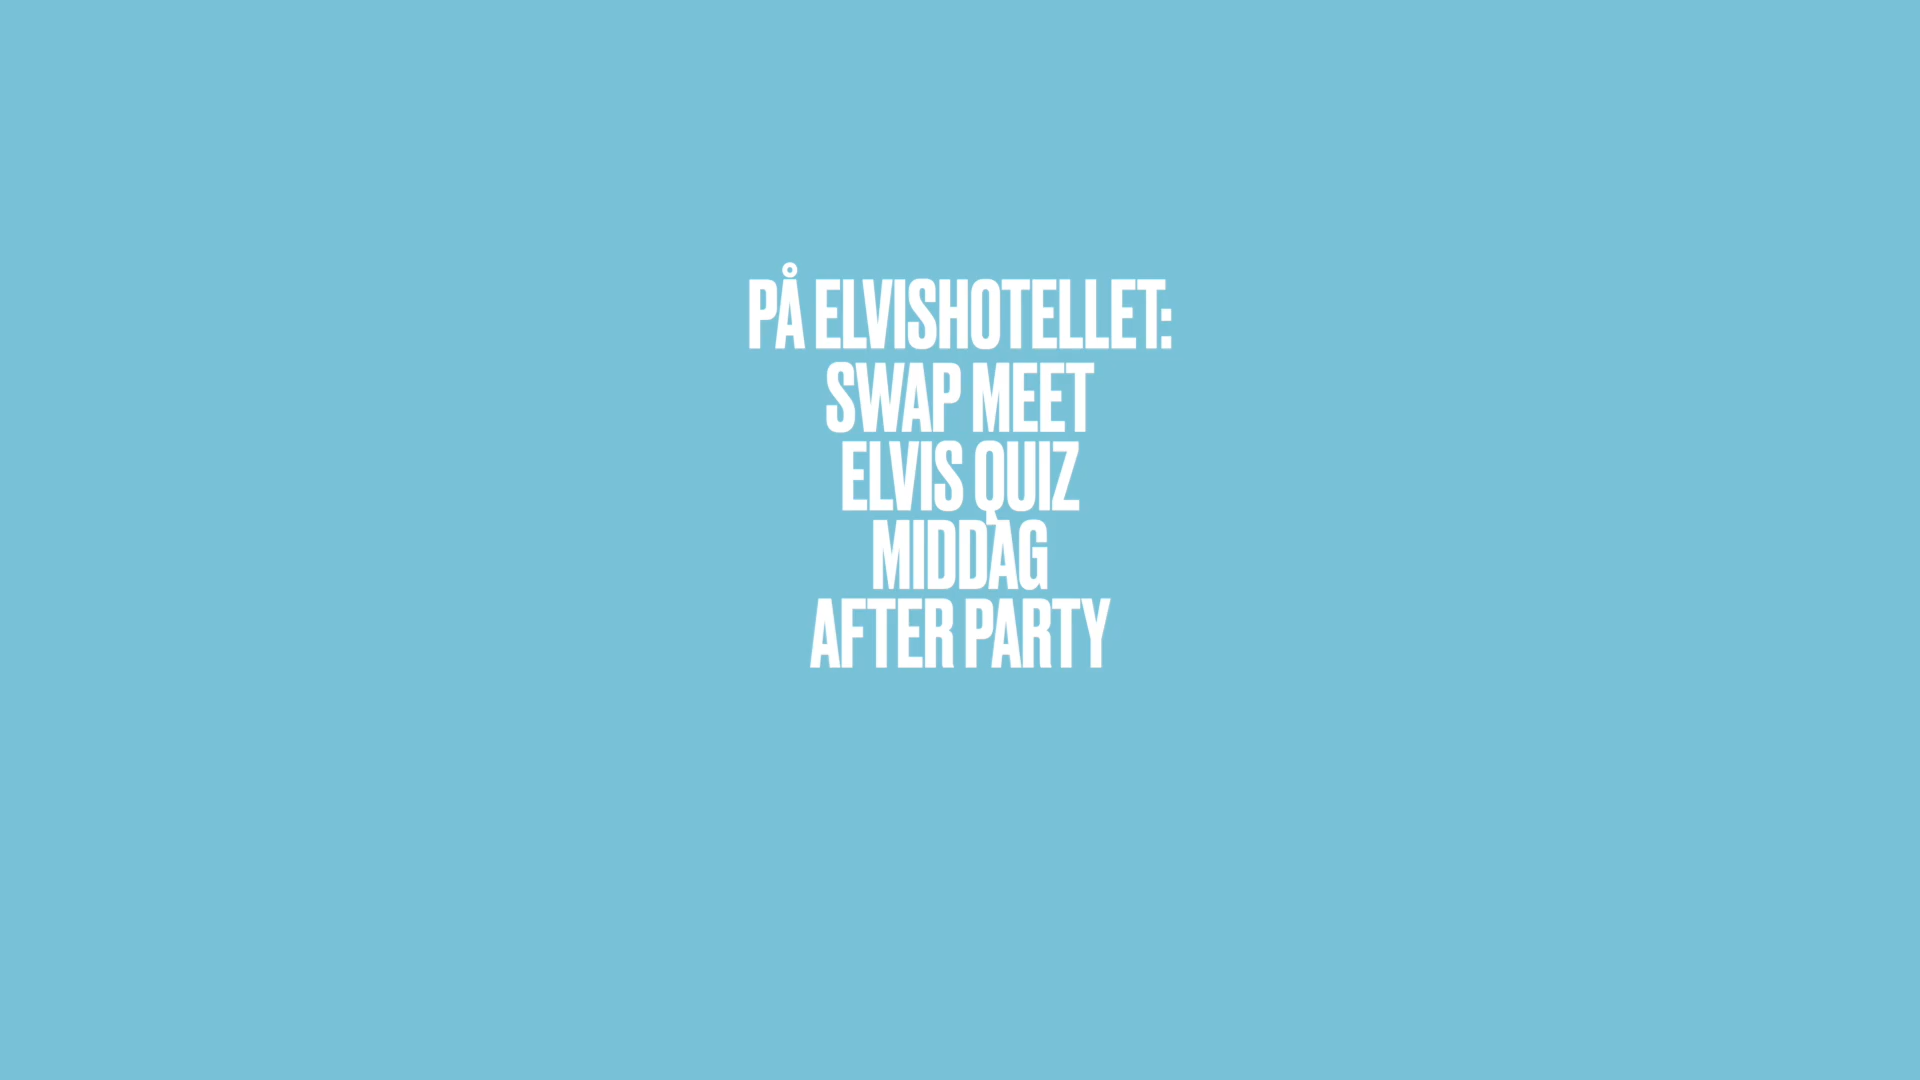 PÅ ELVISHOTELLET:
SWAP MEET
ELVIS QUIZ
MIDDAG
AFTER PARTY